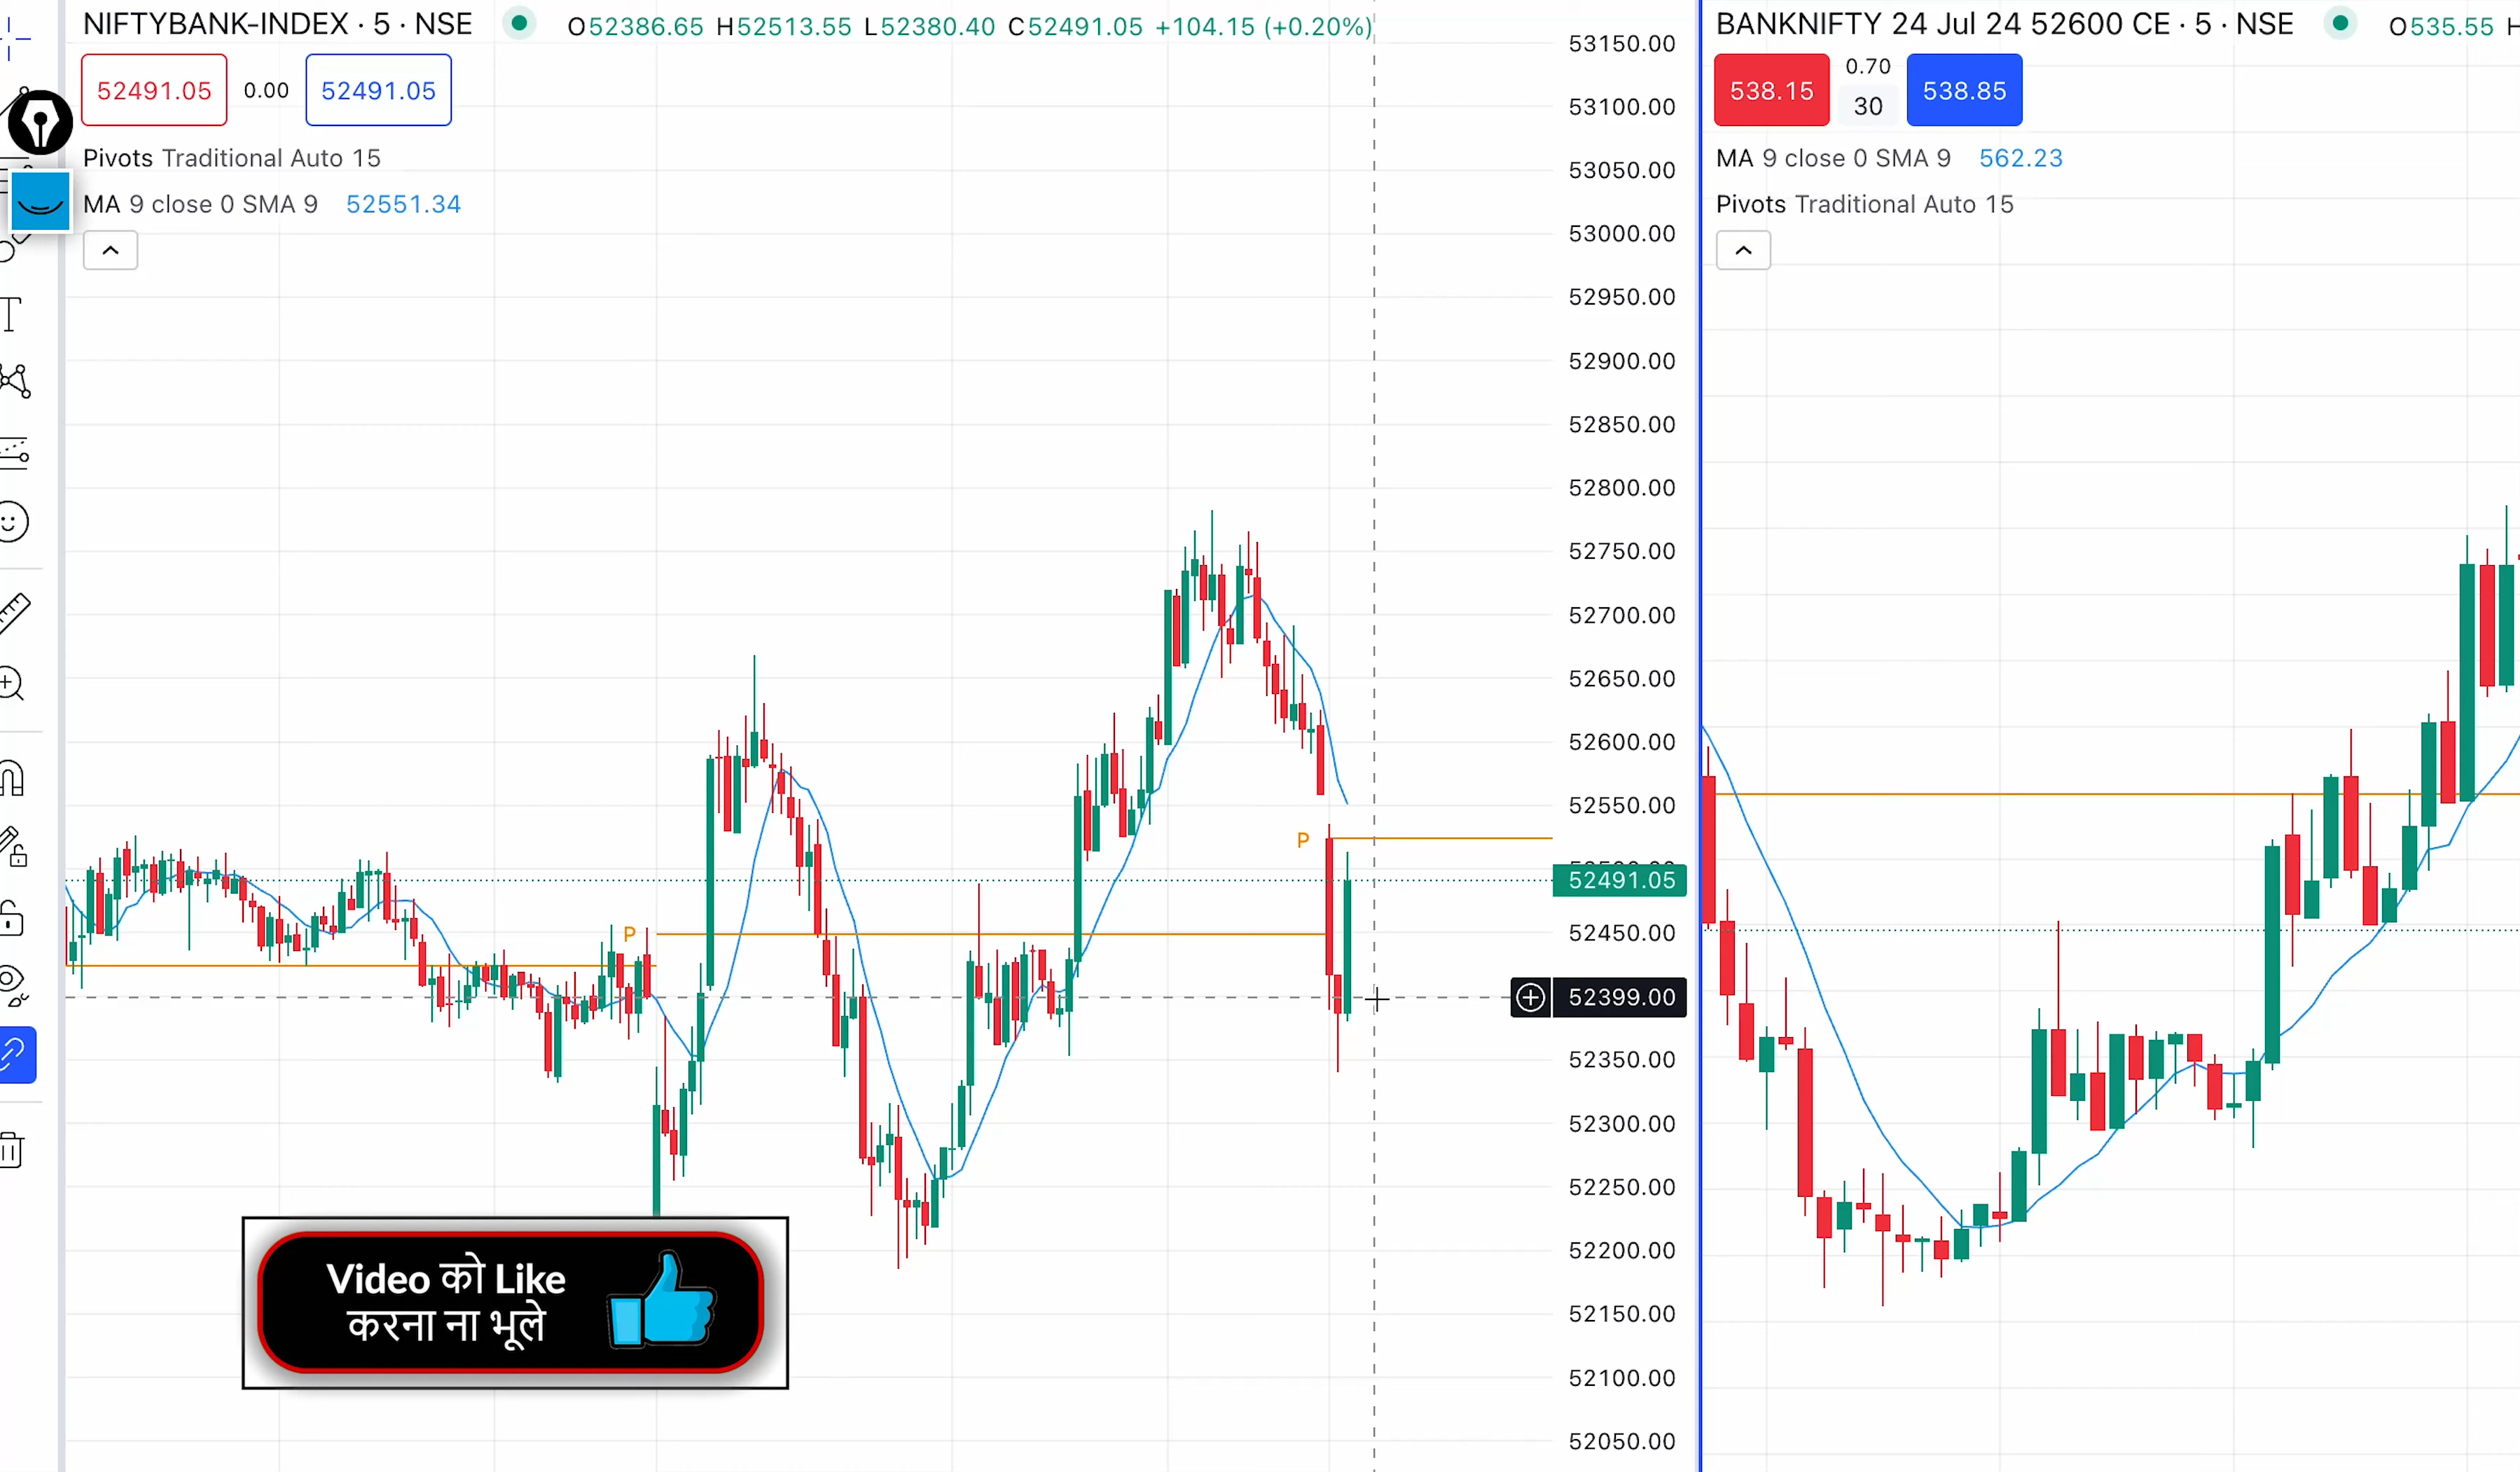 NIFTYBANK-INDEX · 5 · NSE
O52386.65 H52513.55 L52380.40 C52491.05 +104.15 (+0.20%)
52491.05
0.00
52491.05
Pivots Traditional Auto 15
MA 9 close 0 SMA 9 52551.34
P
P
53150.00
53100.00
53050.00
53000.00
52950.00
52900.00
52850.00
52800.00
52750.00
52700.00
52650.00
52600.00
52550.00
52491.05
52450.00
52399.00
52350.00
52300.00
52250.00
52200.00
52150.00
52100.00
52050.00
Video को Like
करना ना भूले
BANKNIFTY 24 Jul 24 52600 CE · 5 · NSE
O535.55 H
538.15
0.70
30
538.85
MA 9 close 0 SMA 9 562.23
Pivots Traditional Auto 15